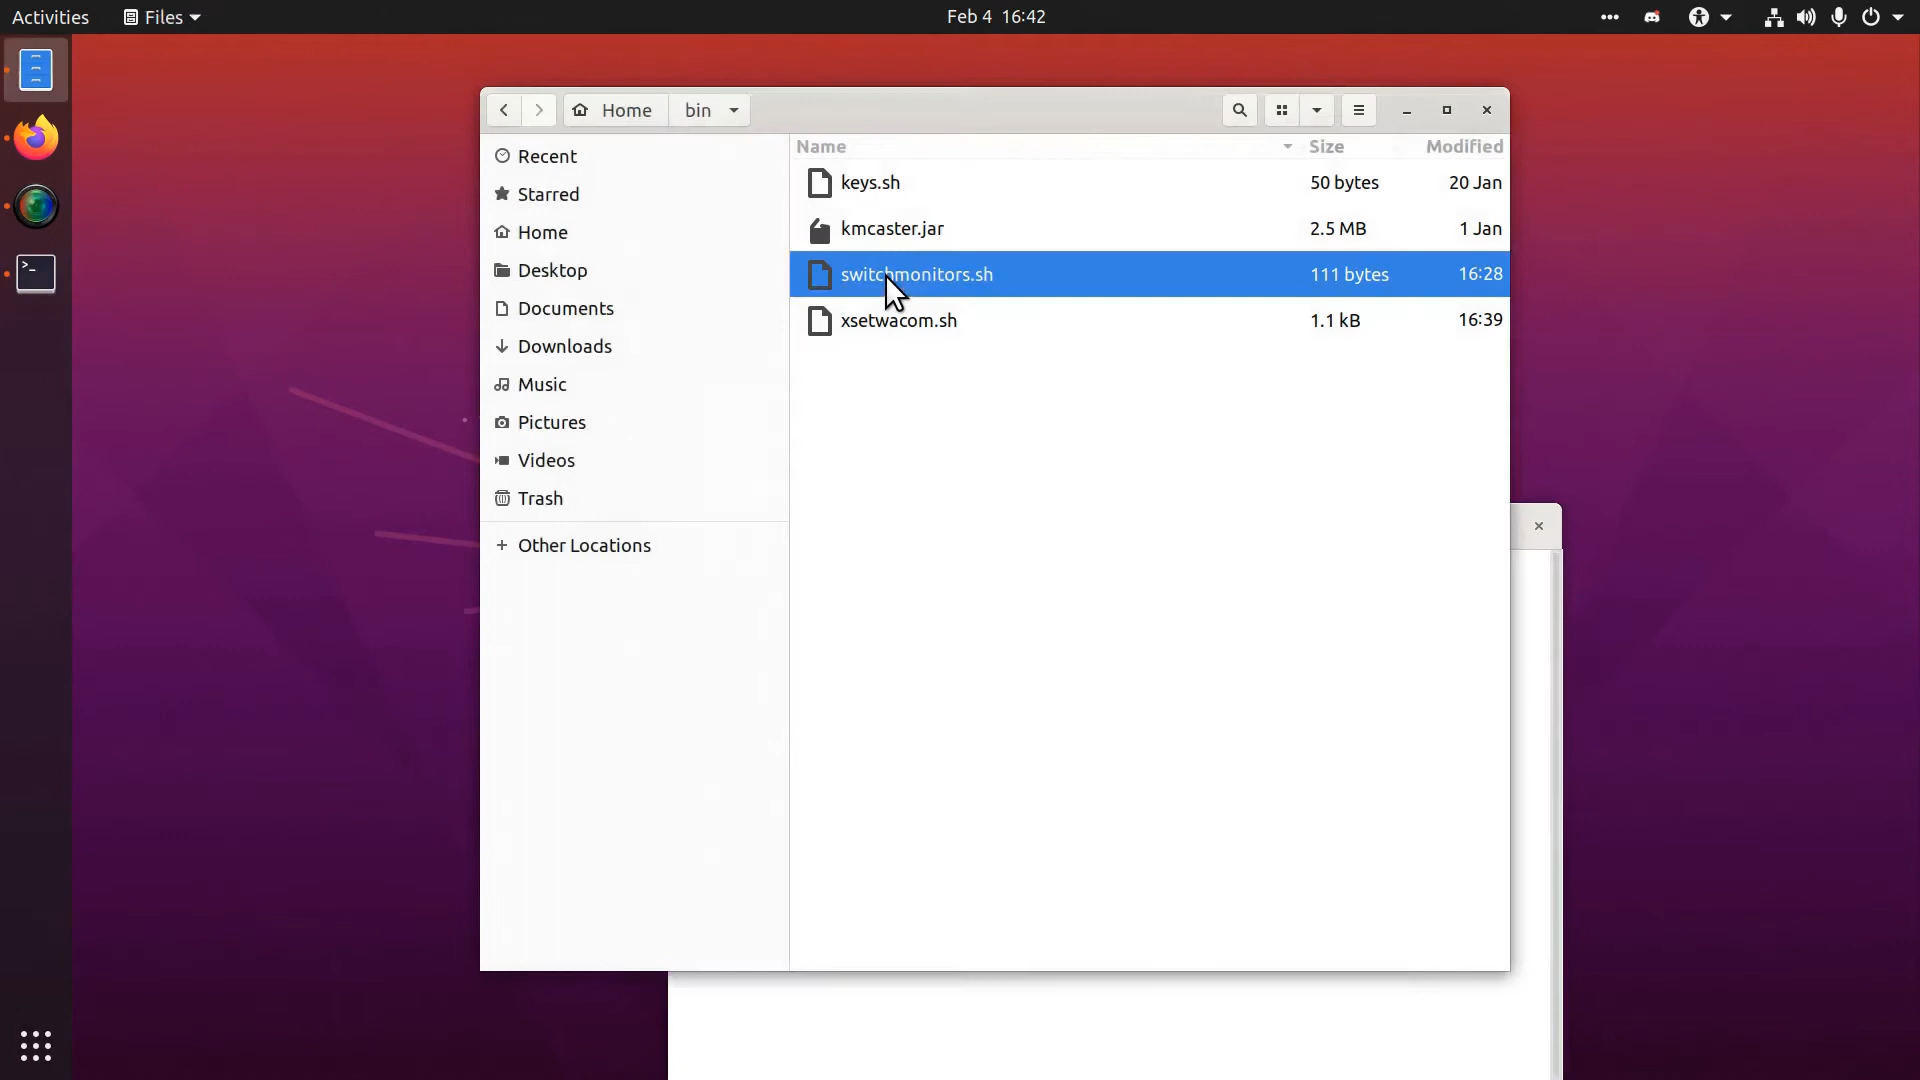 Activities Files Feb 4 16:42
Home bin
Recent
Starred
Home
Desktop
Documents
Downloads
Music
Pictures
Videos
Trash
+ Other Locations
Name Size Modified
keys.sh 50 bytes 20 Jan
kmcaster.jar 2.5 MB 1 Jan
switchmonitors.sh 111 bytes 16:28
xsetwacom.sh 1.1 kB 16:39